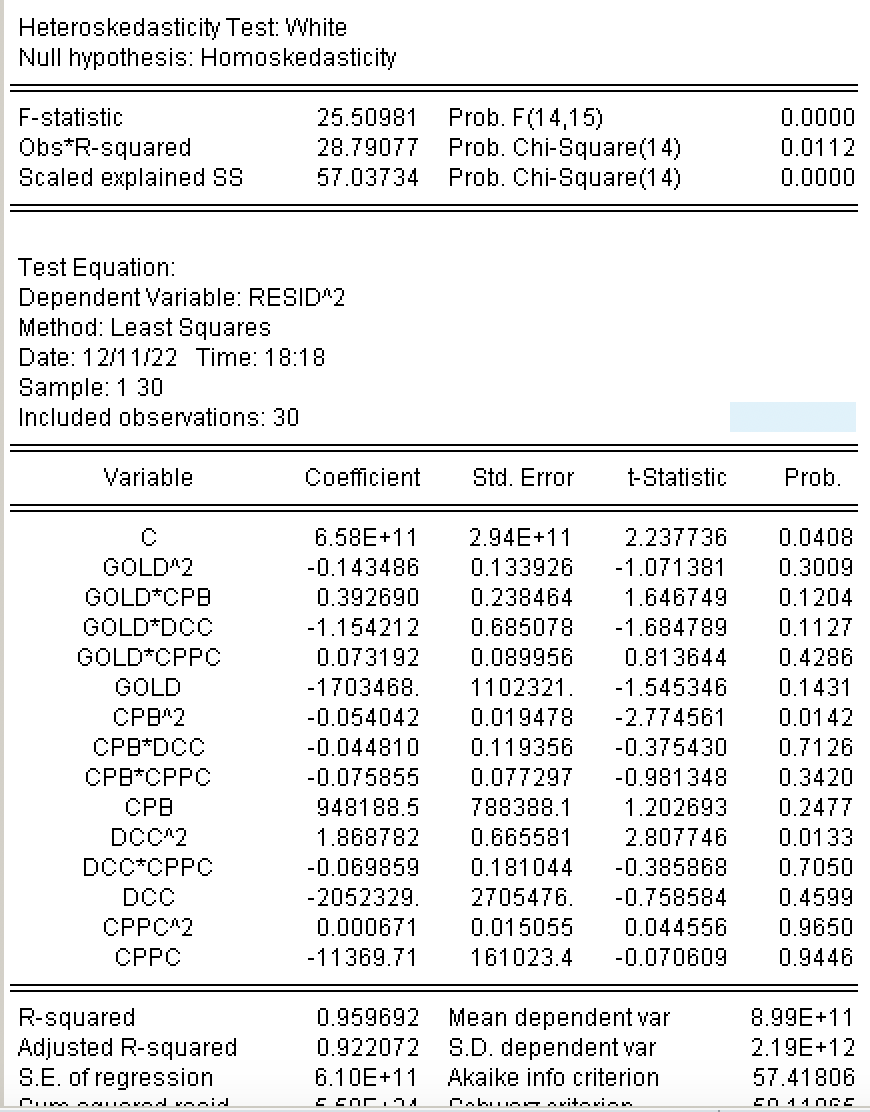 Heteroskedasticity Test: White
Null hypothesis: Homoskedasticity
F-statistic 25.50981 Prob. F(14,15) 0.0000
Obs*R-squared 28.79077 Prob. Chi-Square(14) 0.0112
Scaled explained SS 57.03734 Prob. Chi-Square(14) 0.0000
Test Equation:
Dependent Variable: RESID^2
Method: Least Squares
Date: 12/11/22 Time: 18:18
Sample: 1 30
Included observations: 30
Variable Coefficient Std. Error t-Statistic Prob.
C 6.58E+11 2.94E+11 2.237736 0.0408
GOLD^2 -0.143486 0.133926 -1.071381 0.3009
GOLD*CPB 0.392690 0.238464 1.646749 0.1204
GOLD*DCC -1.154212 0.685078 -1.684789 0.1127
GOLD*CPPC 0.073192 0.089956 0.813644 0.4286
GOLD -1703468. 1102321. -1.545346 0.1431
CPB^2 -0.054042 0.019478 -2.774561 0.0142
CPB*DCC -0.044810 0.119356 -0.375430 0.7126
CPB*CPPC -0.075855 0.077297 -0.981348 0.3420
CPB 948188.5 788388.1 1.202693 0.2477
DCC^2 1.868782 0.665581 2.807746 0.0133
DCC*CPPC -0.069859 0.181044 -0.385868 0.7050
DCC -2052329. 2705476. -0.758584 0.4599
CPPC^2 0.000671 0.015055 0.044556 0.9650
CPPC -11369.71 161023.4 -0.070609 0.9446
R-squared 0.959692 Mean dependent var 8.99E+11
Adjusted R-squared 0.922072 S.D. dependent var 2.19E+12
S.E. of regression 6.10E+11 Akaike info criterion 57.41806